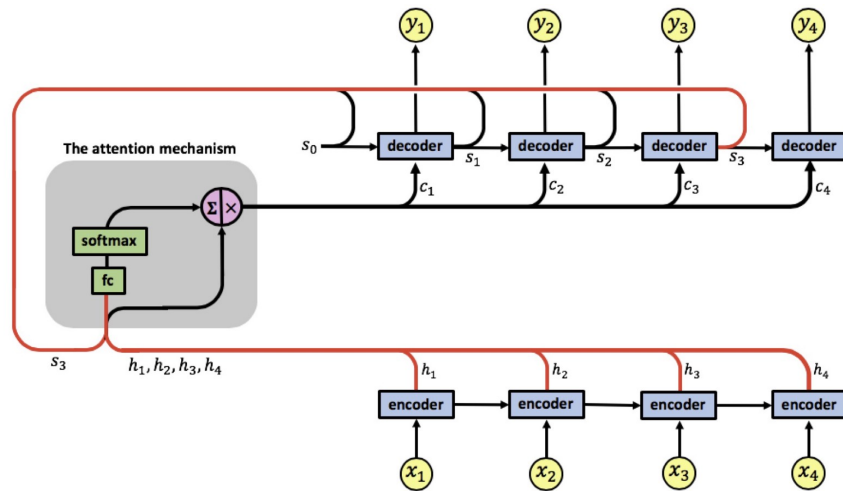 y₁ y₂ y₃ y₄
The attention mechanism
s₀ decoder s₁ decoder s₂ decoder s₃ decoder
c₁ c₂ c₃ c₄
Σ ×
softmax
fc
s₃ h₁, h₂, h₃, h₄
h₁ h₂ h₃ h₄
encoder encoder encoder encoder
x₁ x₂ x₃ x₄